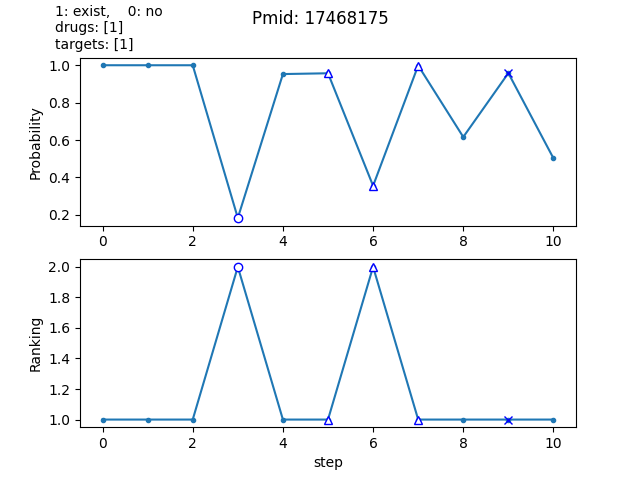 1: exist,    0: no
drugs: [1]
targets: [1]
Pmid: 17468175
Probability
1.0
0.8
0.6
0.4
0.2
0 2 4 6 8 10
Ranking
2.0
1.8
1.6
1.4
1.2
1.0
0 2 4 6 8 10
step